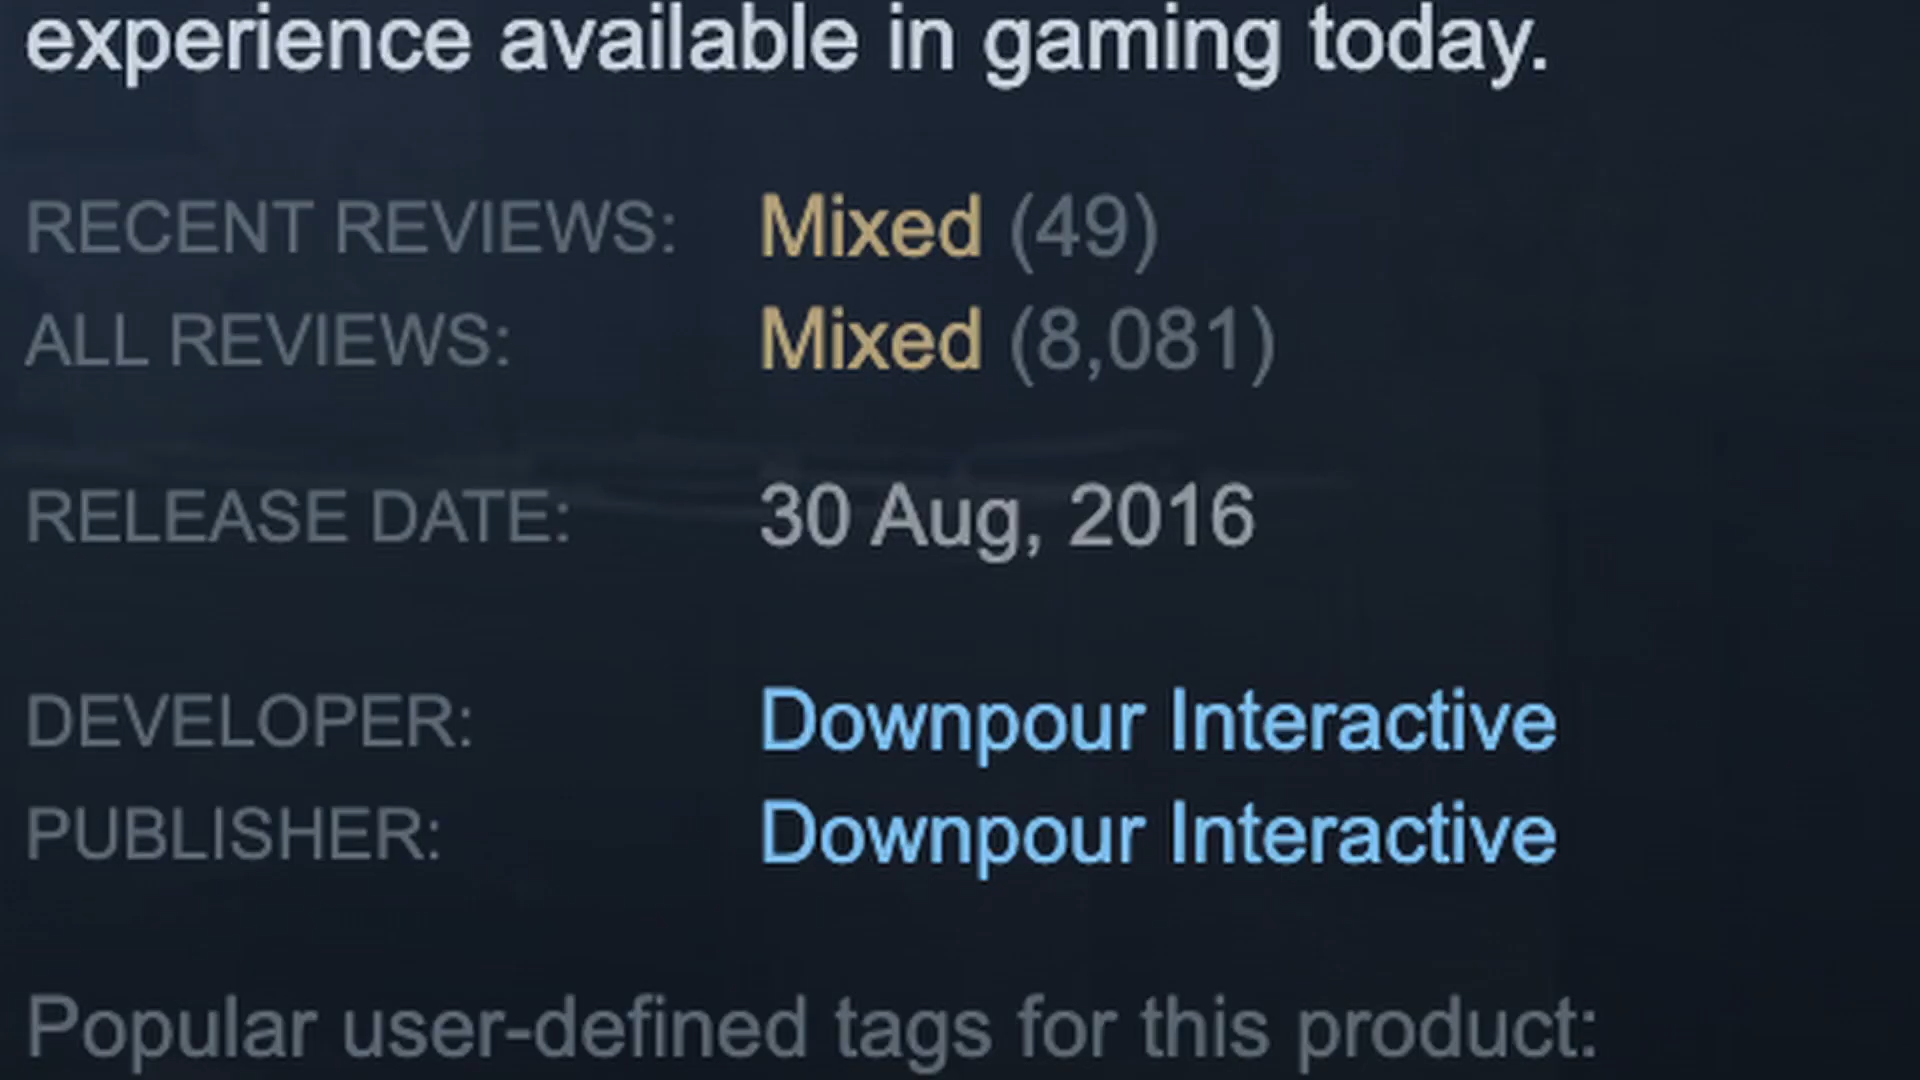 experience available in gaming today.
RECENT REVIEWS: Mixed (49)
ALL REVIEWS: Mixed (8,081)
RELEASE DATE: 30 Aug, 2016
DEVELOPER: Downpour Interactive
PUBLISHER: Downpour Interactive
Popular user-defined tags for this product: